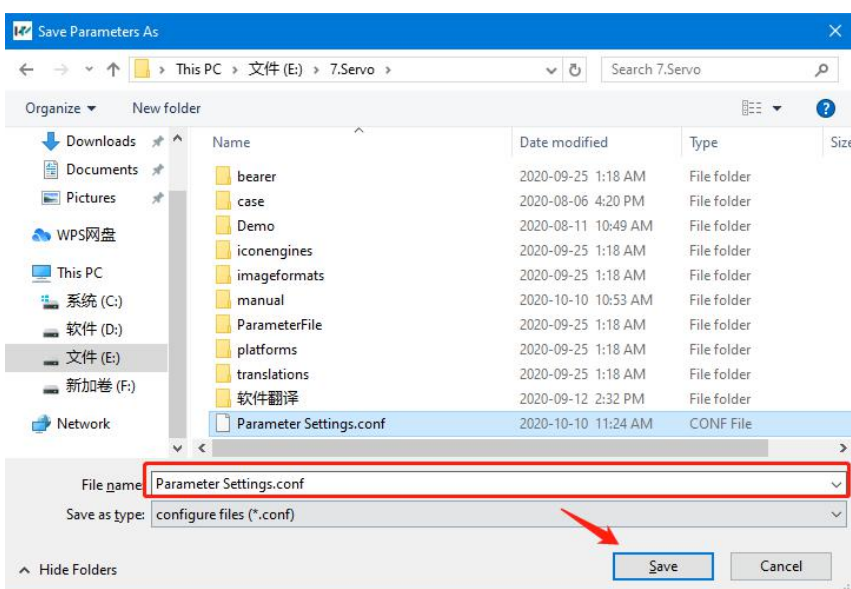 Save Parameters As
This PC > 文件 (E:) > 7.Servo >
Search 7.Servo
Organize New folder
Name Date modified Type Size
Downloads
Documents
Pictures
WPS网盘
This PC
系统 (C:)
软件 (D:)
文件 (E:)
新加卷 (F:)
Network
bearer 2020-09-25 1:18 AM File folder
case 2020-08-06 4:20 PM File folder
Demo 2020-08-11 10:49 AM File folder
iconengines 2020-09-25 1:18 AM File folder
imageformats 2020-09-25 1:18 AM File folder
manual 2020-10-10 10:53 AM File folder
ParameterFile 2020-09-25 1:18 AM File folder
platforms 2020-09-25 1:18 AM File folder
translations 2020-09-25 1:18 AM File folder
软件翻译 2020-09-12 2:32 PM File folder
Parameter Settings.conf 2020-10-10 11:24 AM CONF File
File name: Parameter Settings.conf
Save as type: configure files (*.conf)
Hide Folders
Save Cancel